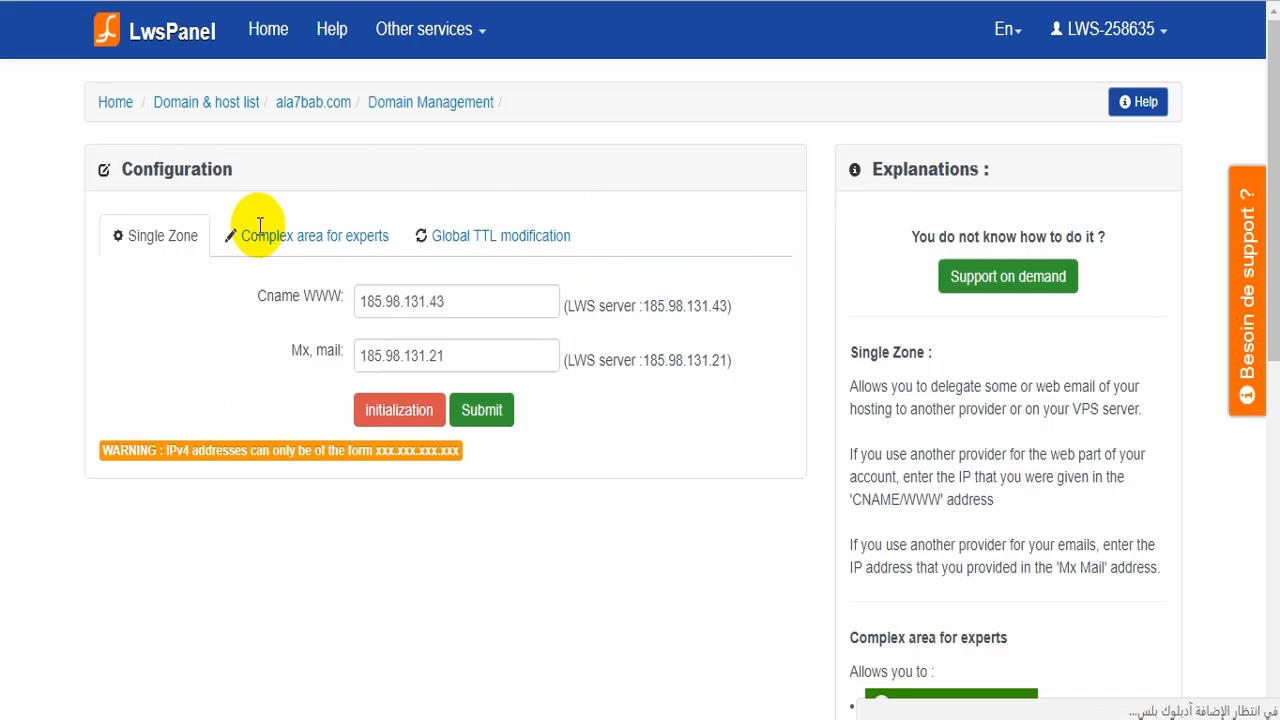 LwsPanel Home Help Other services En LWS-258635
Home / Domain & host list / ala7bab.com / Domain Management /
Help
Configuration
Single Zone Complex area for experts Global TTL modification
Cname WWW: 185.98.131.43 (LWS server :185.98.131.43)
Mx, mail: 185.98.131.21 (LWS server :185.98.131.21)
initialization Submit
WARNING : IPv4 addresses can only be of the form xxx.xxx.xxx.xxx
Explanations :
You do not know how to do it ?
Support on demand
Single Zone :
Allows you to delegate some or web email of your
hosting to another provider or on your VPS server.
If you use another provider for the web part of your
account, enter the IP that you were given in the
'CNAME/WWW' address
If you use another provider for your emails, enter the
IP address that you provided in the 'Mx Mail' address.
Complex area for experts
Allows you to :
Besoin de support ?
في انتظار الإضافة أدبلوك بلس...